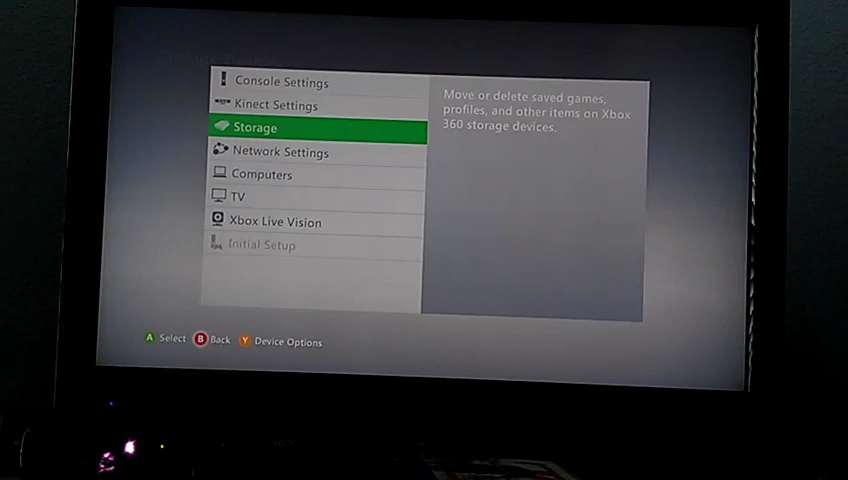 Console Settings
Kinect Settings
Storage
Network Settings
Computers
TV
Xbox Live Vision
Initial Setup
Move or delete saved games,
profiles, and other items on Xbox
360 storage devices.
A Select B Back Y Device Options